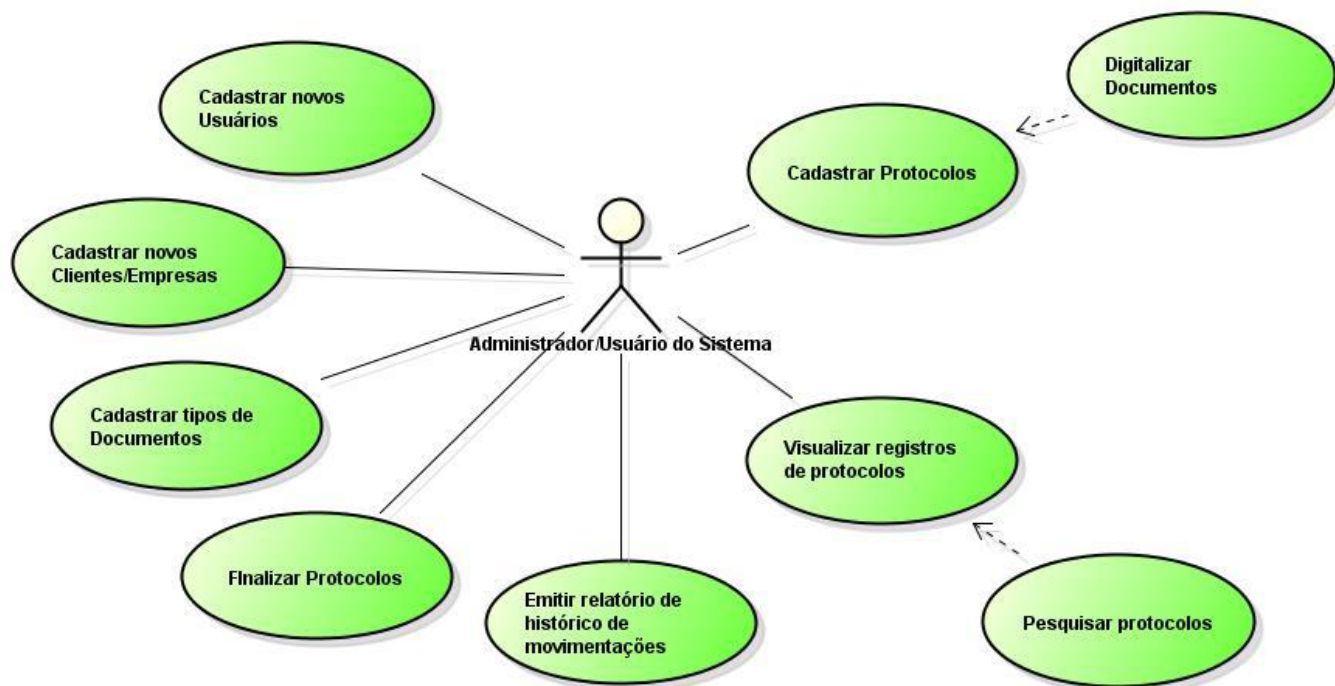 Cadastrar novos
Usuários
Digitalizar
Documentos
Cadastrar Protocolos
Cadastrar novos
Clientes/Empresas
Administrador/Usuário do Sistema
Cadastrar tipos de
Documentos
Visualizar registros
de protocolos
FInalizar Protocolos
Emitir relatório de
histórico de
movimentações
Pesquisar protocolos